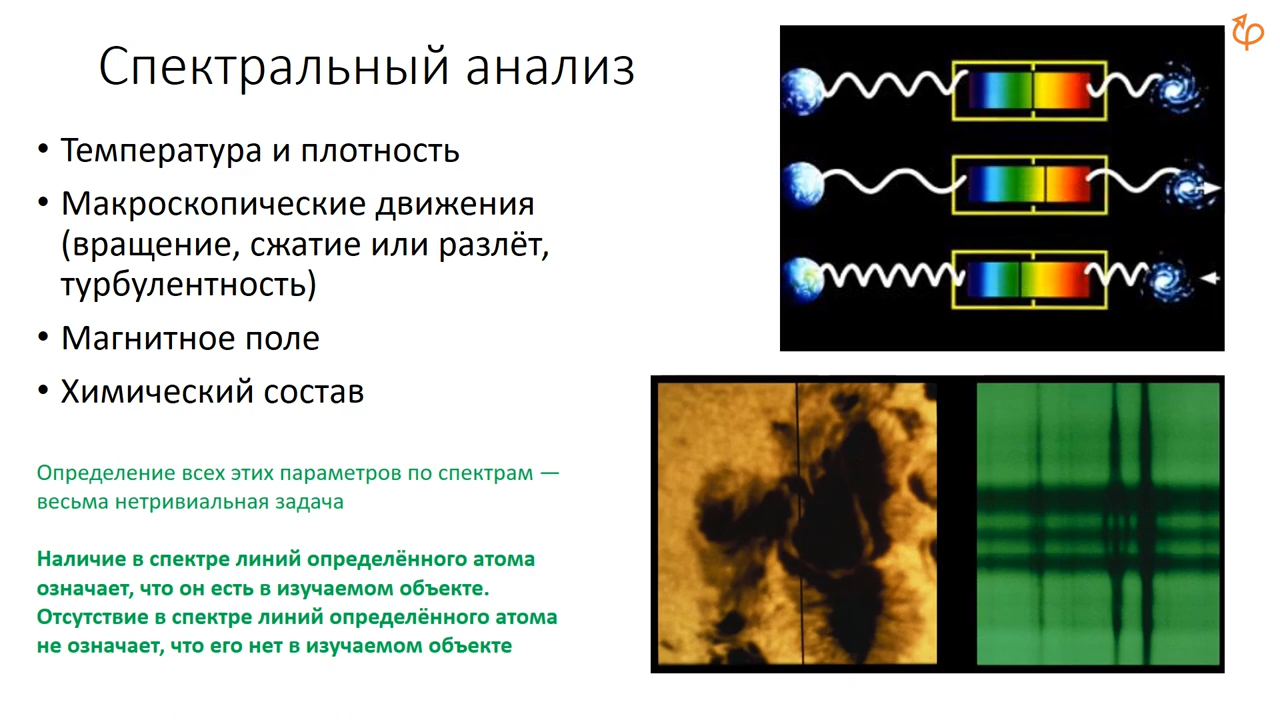 Спектральный анализ
• Температура и плотность
• Макроскопические движения
(вращение, сжатие или разлёт,
турбулентность)
• Магнитное поле
• Химический состав
Определение всех этих параметров по спектрам —
весьма нетривиальная задача
Наличие в спектре линий определённого атома
означает, что он есть в изучаемом объекте.
Отсутствие в спектре линий определённого атома
не означает, что его нет в изучаемом объекте